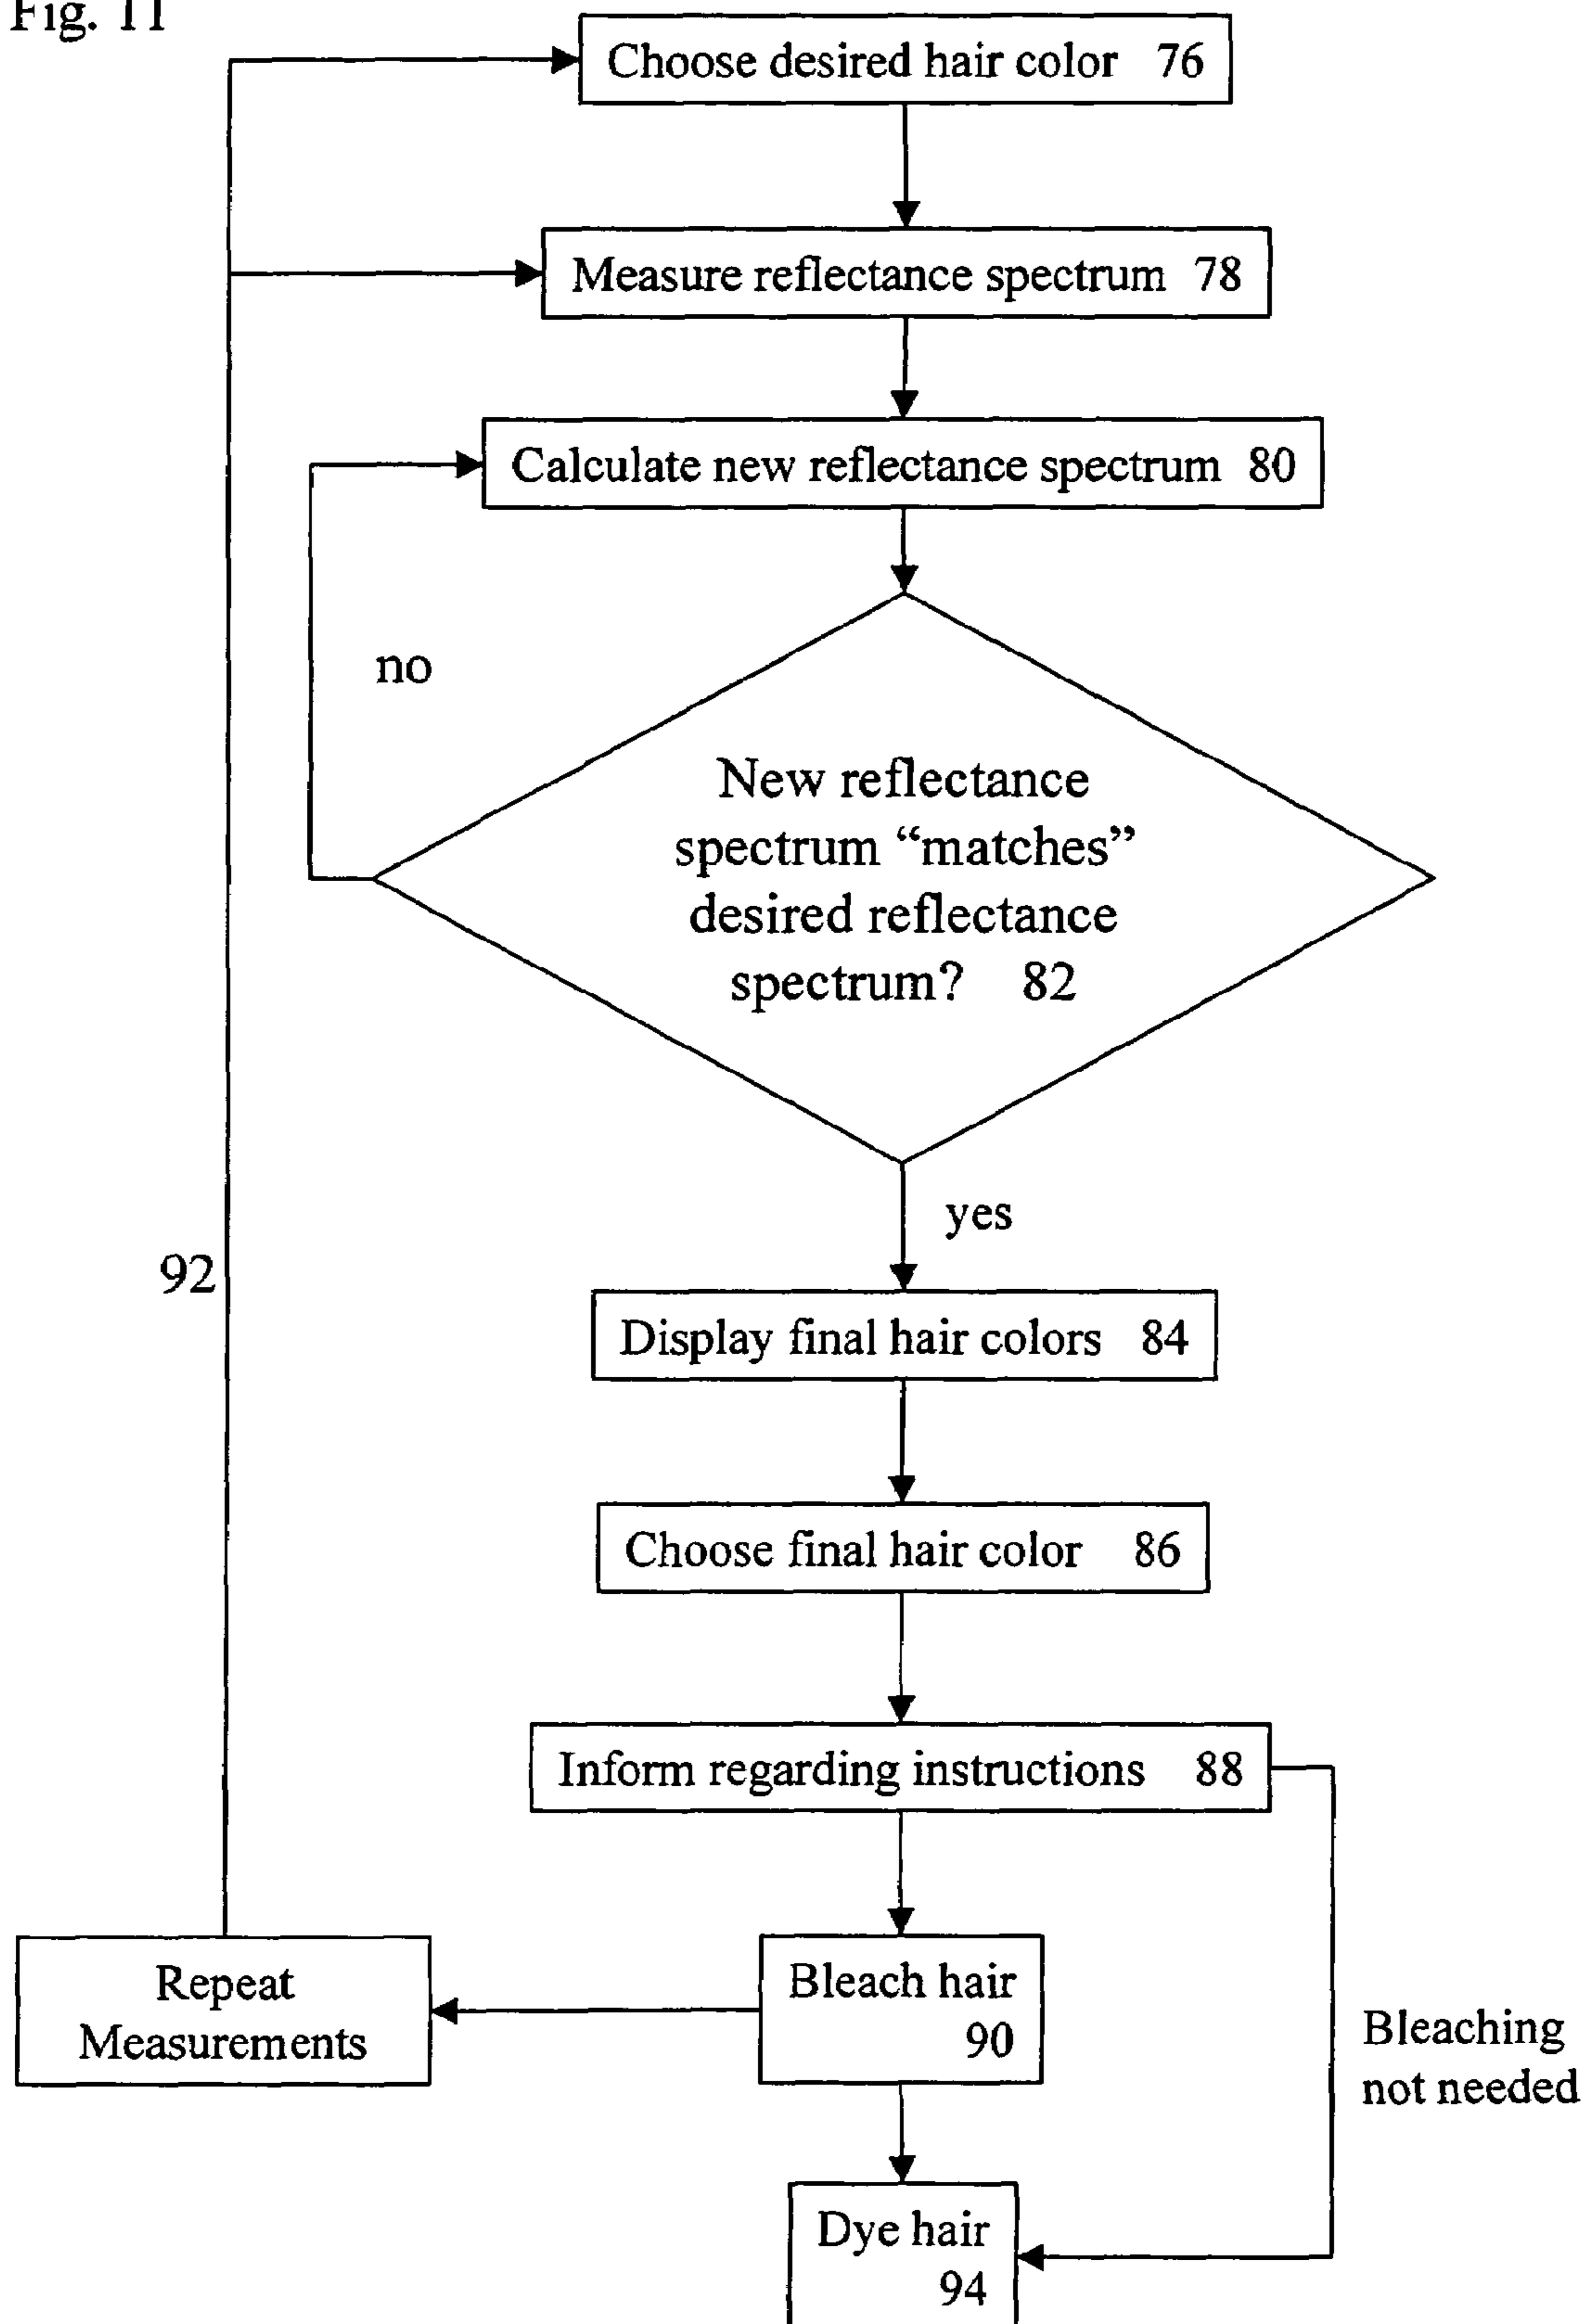 Fig. 11
Choose desired hair color 76
Measure reflectance spectrum 78
Calculate new reflectance spectrum 80
no
New reflectance
spectrum “matches”
desired reflectance
spectrum? 82
yes
92
Display final hair colors 84
Choose final hair color 86
Inform regarding instructions 88
Repeat
Measurements
Bleach hair
90
Bleaching
not needed
Dye hair
94